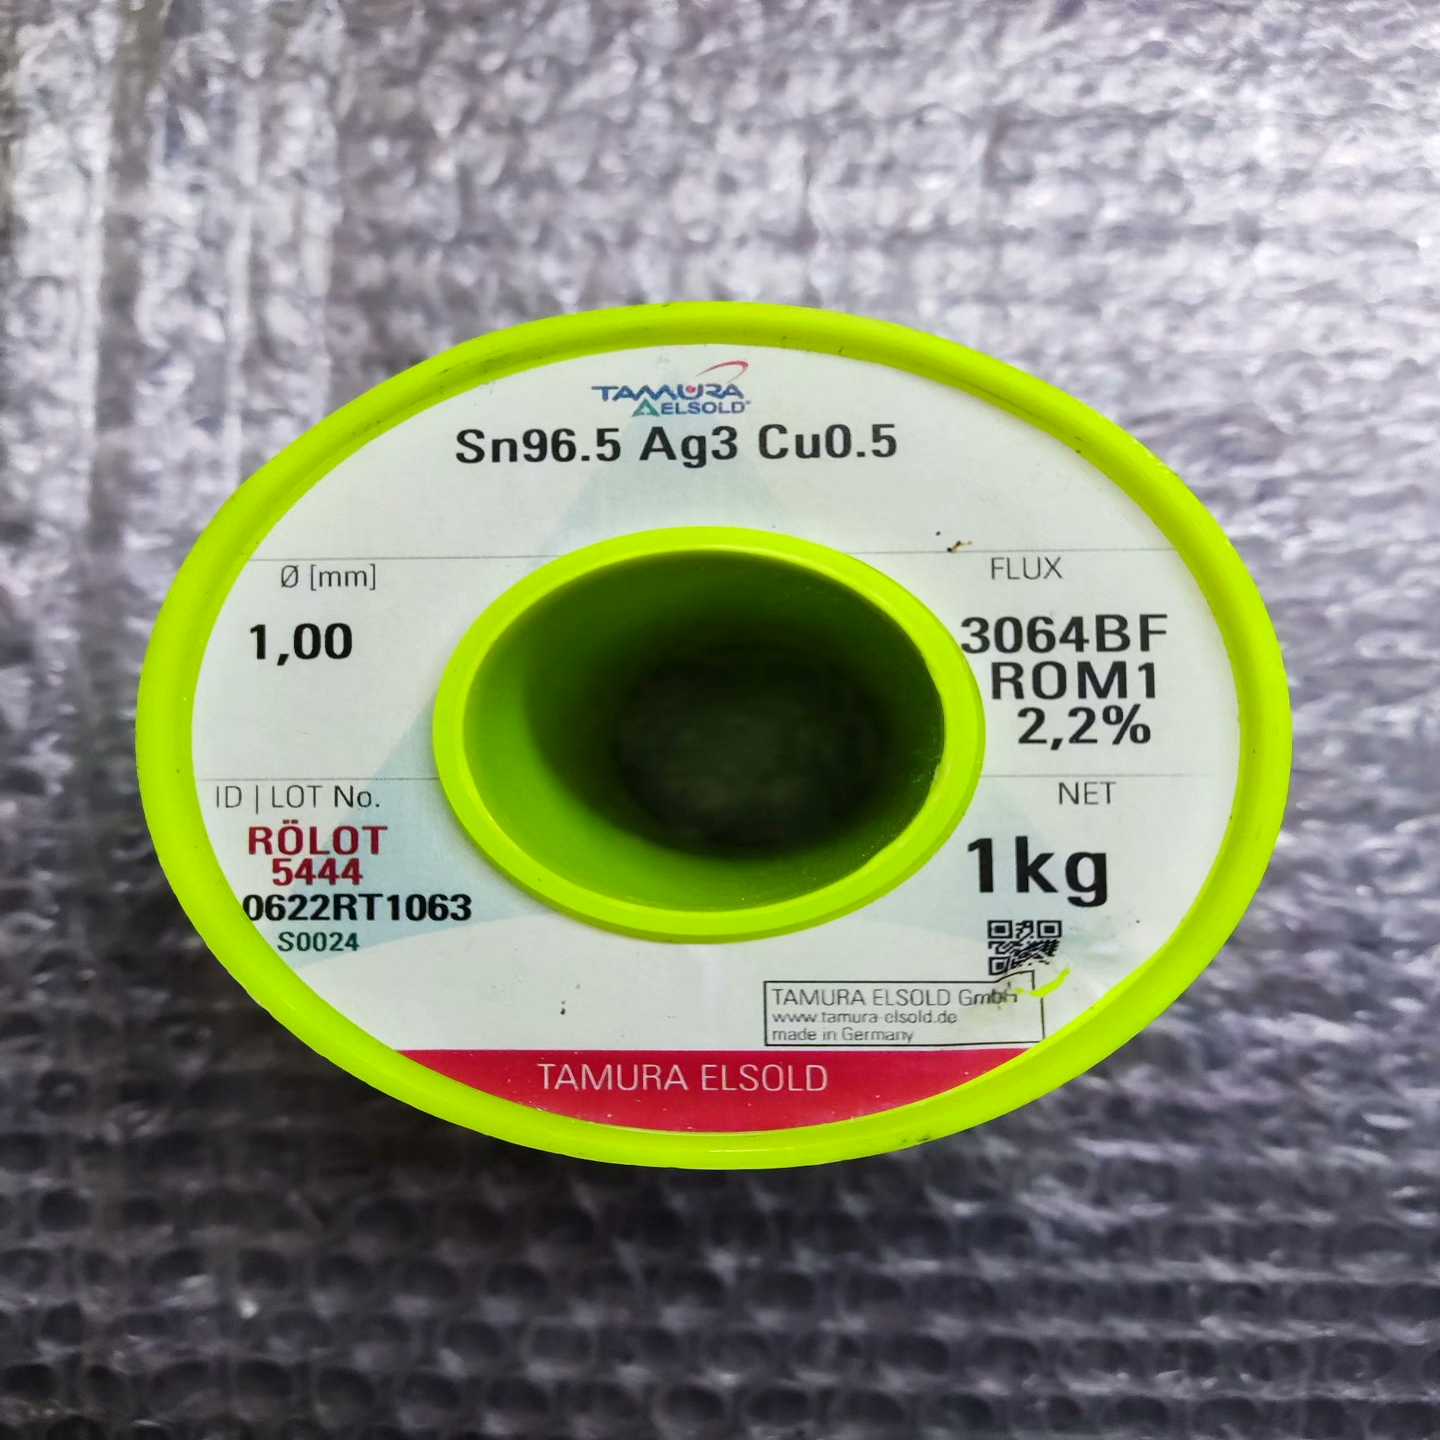 TAMURA
ELSOLD®
Sn96.5 Ag3 Cu0.5
Ø [mm]
1,00
FLUX
3064BF
ROM1
2,2%
ID | LOT No.
RÖLOT
5444
0622RT1063
S0024
NET
1kg
TAMURA ELSOLD GmbH
www.tamura-elsold.de
made in Germany
TAMURA ELSOLD